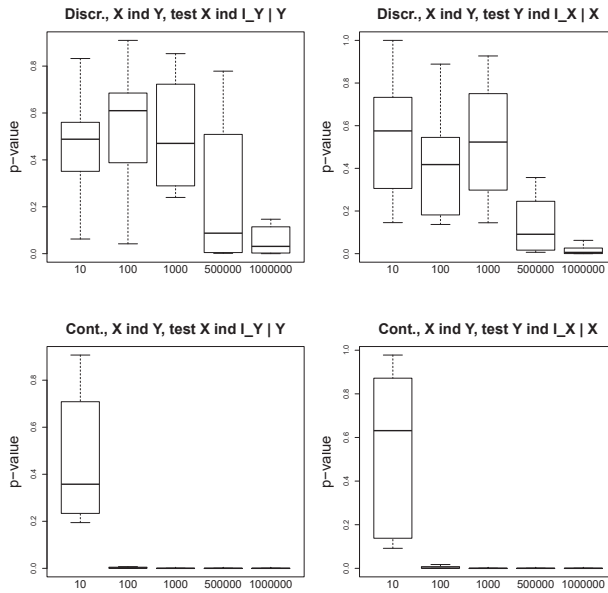 Discr., X ind Y, test X ind I_Y | Y
p-value
0.0 0.2 0.4 0.6 0.8
10 100 1000 500000 1000000
Discr., X ind Y, test Y ind I_X | X
p-value
0.0 0.2 0.4 0.6 0.8 1.0
10 100 1000 500000 1000000
Cont., X ind Y, test X ind I_Y | Y
p-value
0.0 0.2 0.4 0.6 0.8
10 100 1000 500000 1000000
Cont., X ind Y, test Y ind I_X | X
p-value
0.0 0.2 0.4 0.6 0.8 1.0
10 100 1000 500000 1000000